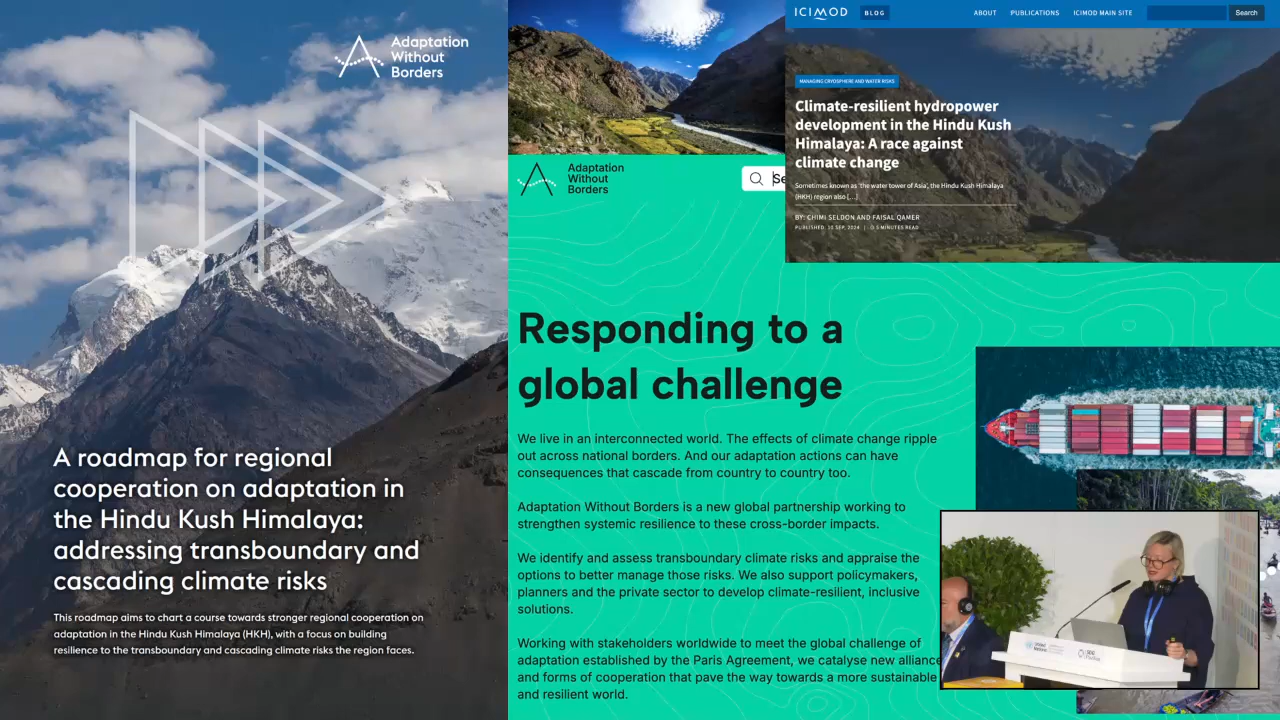 Adaptation
Without
Borders
A roadmap for regional
cooperation on adaptation in
the Hindu Kush Himalaya:
addressing transboundary and
cascading climate risks
This roadmap aims to chart a course towards stronger regional cooperation on
adaptation in the Hindu Kush Himalaya (HKH), with a focus on building
resilience to the transboundary and cascading climate risks the region faces.
Adaptation
Without
Borders
Se
Responding to a
global challenge
We live in an interconnected world. The effects of climate change ripple
out across national borders. And our adaptation actions can have
consequences that cascade from country to country too.
Adaptation Without Borders is a new global partnership working to
strengthen systemic resilience to these cross-border impacts.
We identify and assess transboundary climate risks and appraise the
options to better manage those risks. We also support policymakers,
planners and the private sector to develop climate-resilient, inclusive
solutions.
Working with stakeholders worldwide to meet the global challenge of
adaptation established by the Paris Agreement, we catalyse new alliance
and forms of cooperation that pave the way towards a more sustainable
and resilient world.
ICIMOD BLOG ABOUT PUBLICATIONS ICIMOD MAIN SITE Search
MANAGING CRYOSPHERE AND WATER RISKS
Climate-resilient hydropower
development in the Hindu Kush
Himalaya: A race against
climate change
Sometimes known as 'the water tower of Asia', the Hindu Kush Himalaya
(HKH) region also [...]
BY: CHIMI SELDON AND FAISAL QAMER
PUBLISHED: 10 SEP, 2024 | 5 MINUTES READ